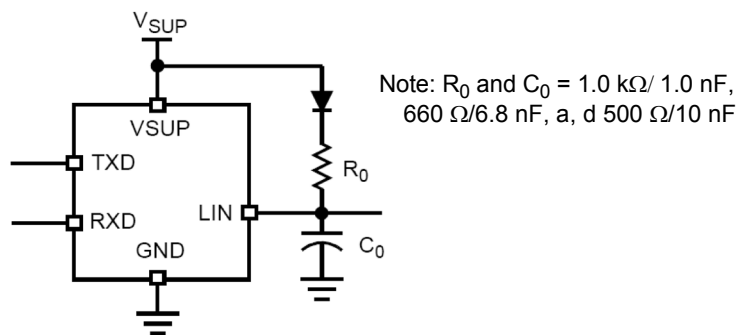 V_SUP
Note: R₀ and C₀ = 1.0 kΩ/ 1.0 nF,
660 Ω/6.8 nF, a, d 500 Ω/10 nF
VSUP
TXD
R₀
RXD
LIN
GND
C₀